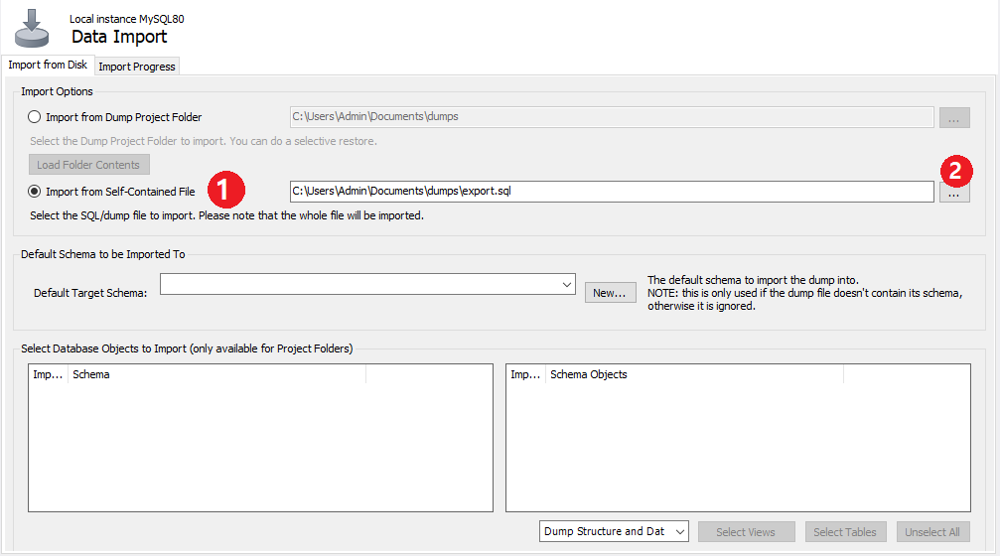 Local instance MySQL80
Data Import
Import from Disk
Import Progress
Import Options
Import from Dump Project Folder
C:\Users\Admin\Documents\dumps
...
Select the Dump Project Folder to import. You can do a selective restore.
Load Folder Contents
Import from Self-Contained File
1
C:\Users\Admin\Documents\dumps\export.sql
2
...
Select the SQL/dump file to import. Please note that the whole file will be imported.
Default Schema to be Imported To
Default Target Schema:
New...
The default schema to import the dump into.
NOTE: this is only used if the dump file doesn't contain its schema,
otherwise it is ignored.
Select Database Objects to Import (only available for Project Folders)
Imp... Schema
Imp... Schema Objects
Dump Structure and Dat
Select Views
Select Tables
Unselect All